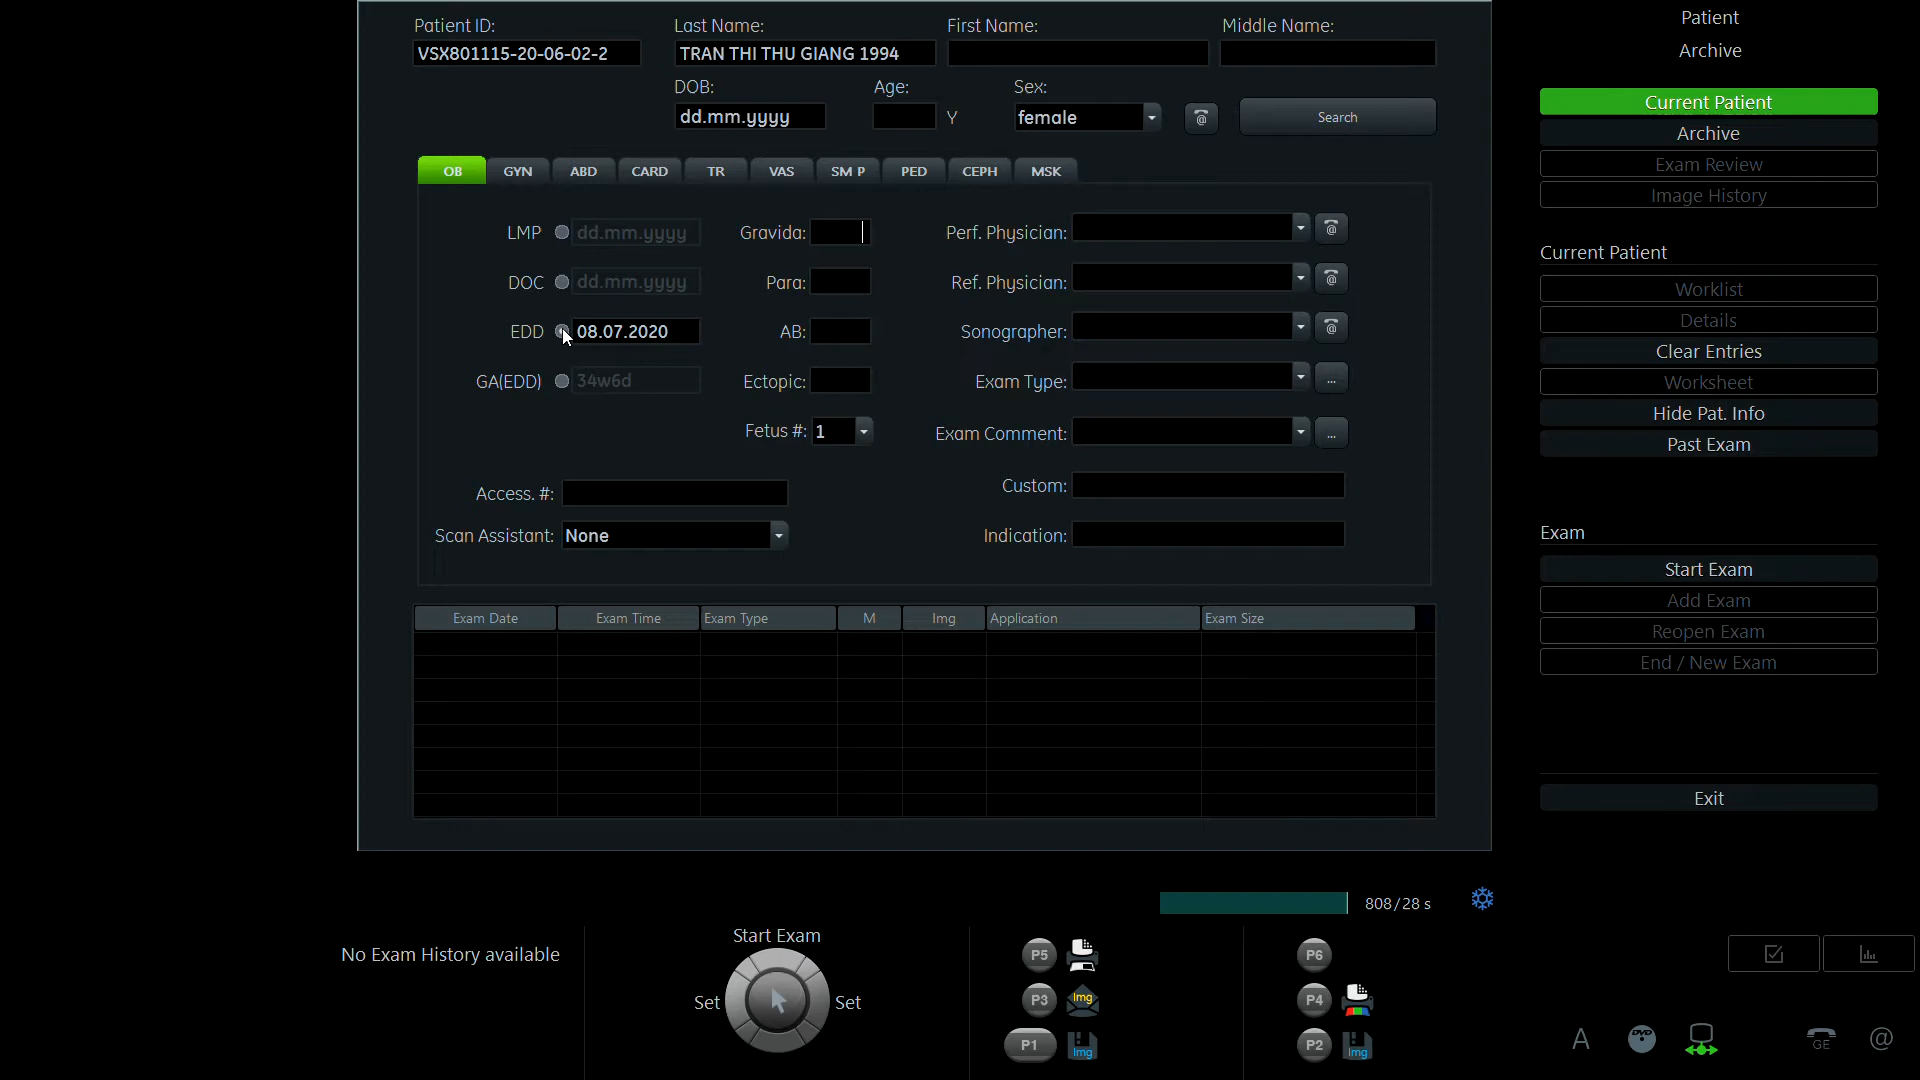 Patient ID: Last Name: First Name: Middle Name:
VSX801115-20-06-02-2 TRAN THI THU GIANG 1994
DOB: Age: Sex:
dd.mm.yyyy Y female Search
OB GYN ABD CARD TR VAS SM P PED CEPH MSK
LMP dd.mm.yyyy Gravida: Perf. Physician:
DOC dd.mm.yyyy Para: Ref. Physician:
EDD 08.07.2020 AB: Sonographer:
GA(EDD) 34w6d Ectopic: Exam Type: ...
Fetus #: 1 Exam Comment: ...
Access. #: Custom:
Scan Assistant: None Indication:
Exam Date Exam Time Exam Type M Img Application Exam Size
808/28 s
No Exam History available
Start Exam
Set Set
P5
P3 Img
P1 Img
P6
P4
P2 Img
Patient
Archive
Current Patient
Archive
Exam Review
Image History
Current Patient
Worklist
Details
Clear Entries
Worksheet
Hide Pat. Info
Past Exam
Exam
Start Exam
Add Exam
Reopen Exam
End / New Exam
Exit
A DVD GE @